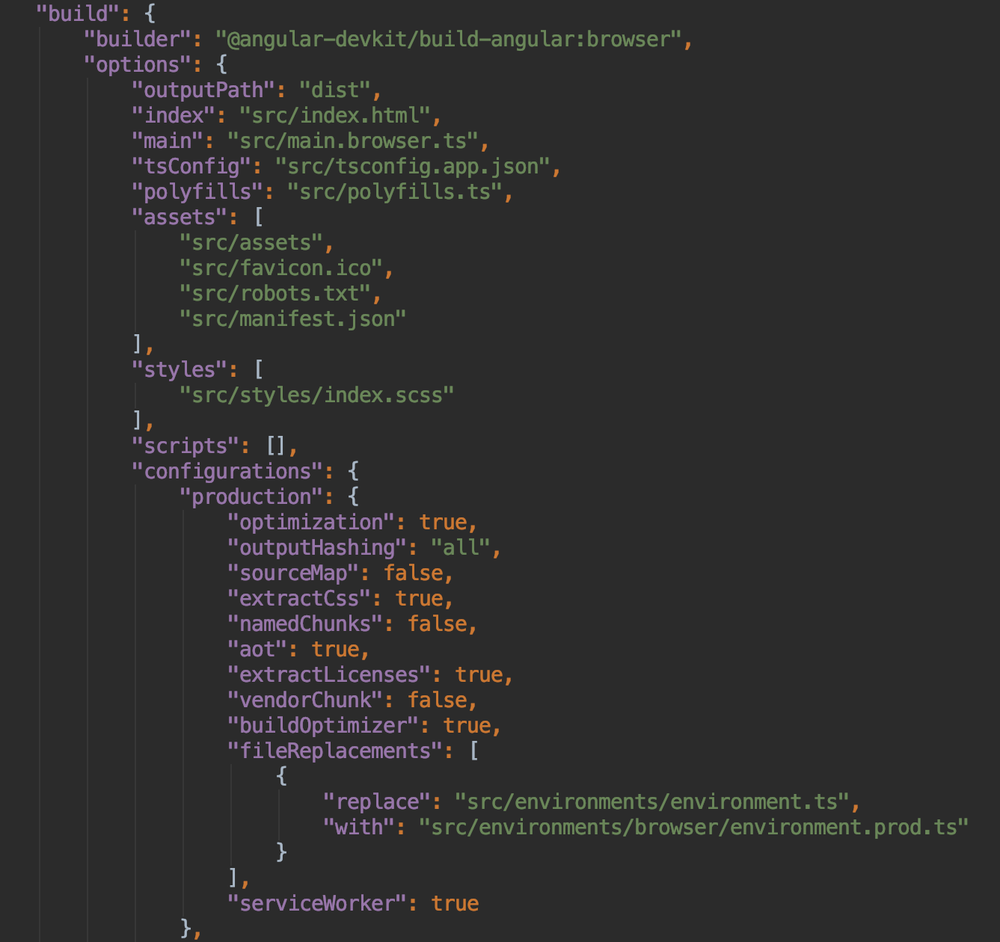 "build": {
"builder": "@angular-devkit/build-angular:browser",
"options": {
"outputPath": "dist",
"index": "src/index.html",
"main": "src/main.browser.ts",
"tsConfig": "src/tsconfig.app.json",
"polyfills": "src/polyfills.ts",
"assets": [
"src/assets",
"src/favicon.ico",
"src/robots.txt",
"src/manifest.json"
],
"styles": [
"src/styles/index.scss"
],
"scripts": [],
"configurations": {
"production": {
"optimization": true,
"outputHashing": "all",
"sourceMap": false,
"extractCss": true,
"namedChunks": false,
"aot": true,
"extractLicenses": true,
"vendorChunk": false,
"buildOptimizer": true,
"fileReplacements": [
{
"replace": "src/environments/environment.ts",
"with": "src/environments/browser/environment.prod.ts"
}
],
"serviceWorker": true
},